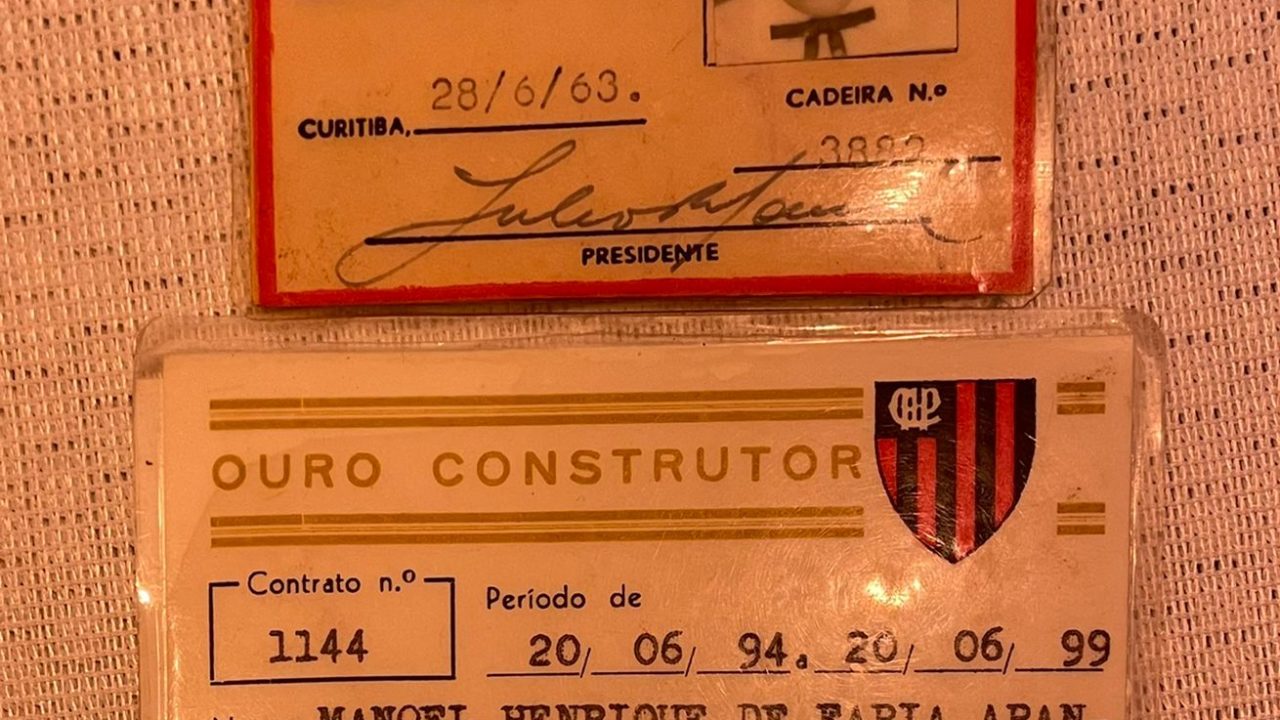 28/6/63.
CURITIBA,
CADEIRA N.º
3882
PRESIDENTE
CAP
OURO CONSTRUTOR
Contrato n.º
1144
Período de
20/ 06/ 94 a 20/ 06/ 99
MANOEL HENRIQUE DE FARIA